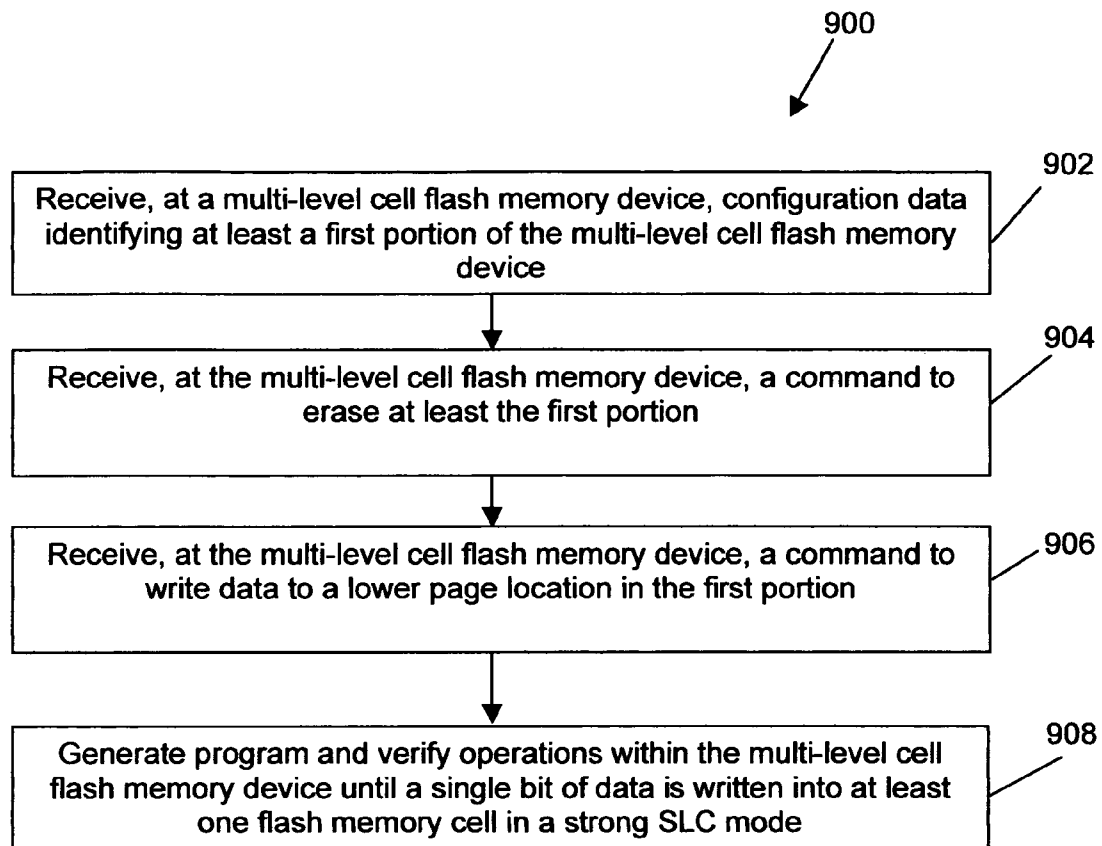 900
902
Receive, at a multi-level cell flash memory device, configuration data
identifying at least a first portion of the multi-level cell flash memory
device
904
Receive, at the multi-level cell flash memory device, a command to
erase at least the first portion
906
Receive, at the multi-level cell flash memory device, a command to
write data to a lower page location in the first portion
908
Generate program and verify operations within the multi-level cell
flash memory device until a single bit of data is written into at least
one flash memory cell in a strong SLC mode